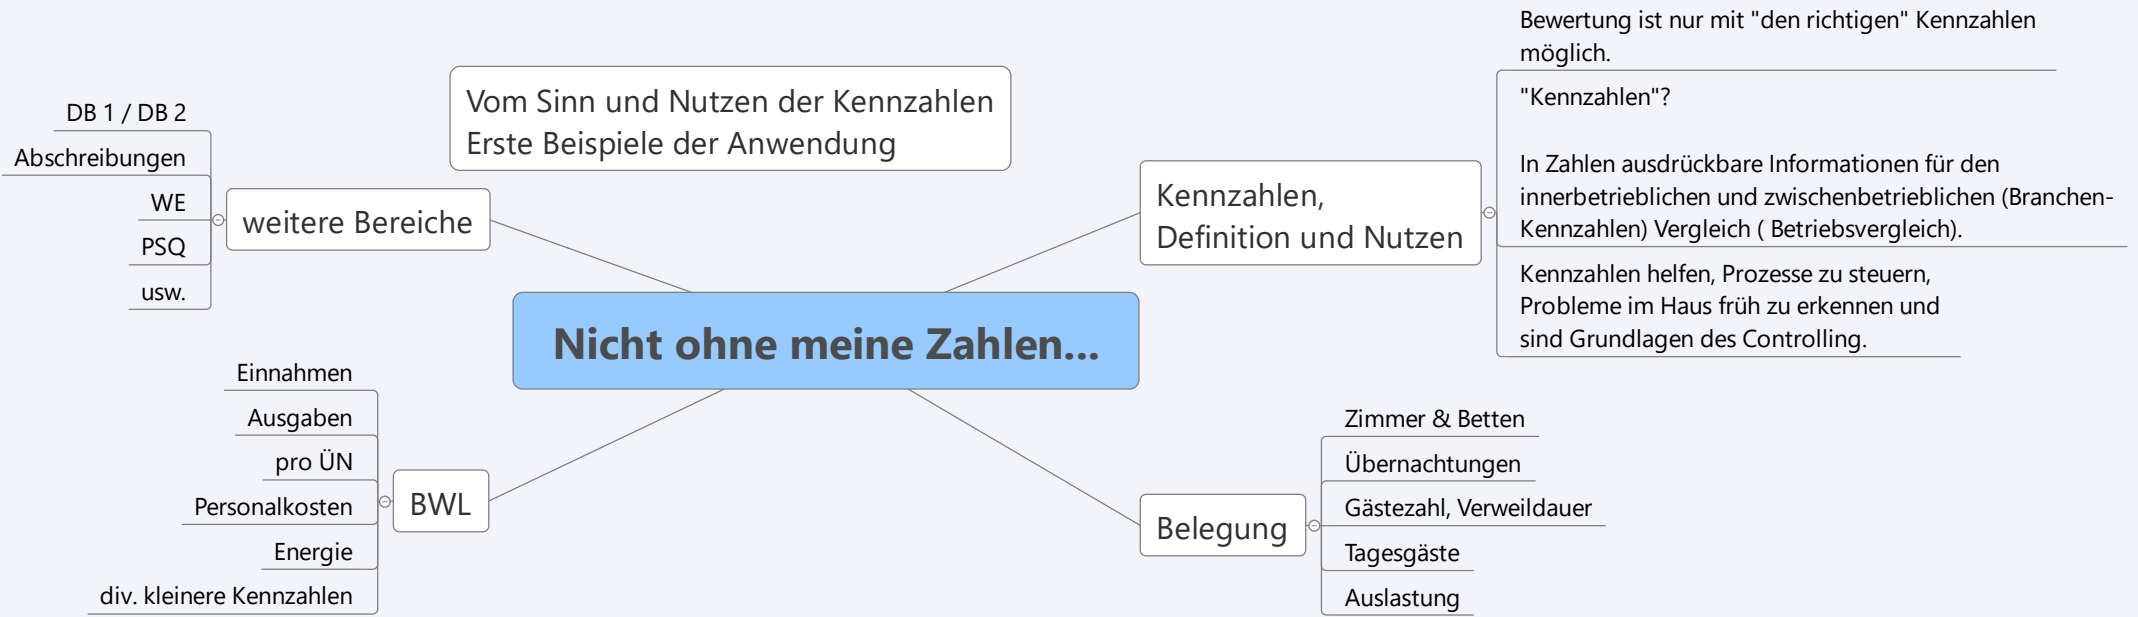 Vom Sinn und Nutzen der Kennzahlen
Erste Beispiele der Anwendung
Nicht ohne meine Zahlen...
Kennzahlen,
Definition und Nutzen
Bewertung ist nur mit "den richtigen" Kennzahlen
möglich.
"Kennzahlen"?
In Zahlen ausdrückbare Informationen für den
innerbetrieblichen und zwischenbetrieblichen (Branchen-
Kennzahlen) Vergleich ( Betriebsvergleich).
Kennzahlen helfen, Prozesse zu steuern,
Probleme im Haus früh zu erkennen und
sind Grundlagen des Controlling.
Belegung
Zimmer & Betten
Übernachtungen
Gästezahl, Verweildauer
Tagesgäste
Auslastung
BWL
Einnahmen
Ausgaben
pro ÜN
Personalkosten
Energie
div. kleinere Kennzahlen
weitere Bereiche
DB 1 / DB 2
Abschreibungen
WE
PSQ
usw.